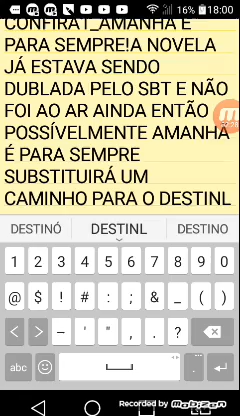 16% 18:00
CONFIRA!_AMANHA É
PARA SEMPRE!A NOVELA
JÁ ESTAVA SENDO
DUBLADA PELO SBT E NÃO
FOI AO AR AINDA ENTÃO
POSSÍVELMENTE AMANHA
É PARA SEMPRE
SUBSTITUIRÁ UM
CAMINHO PARA O DESTINL
DESTINÓ DESTINL DESTINO
1 2 3 4 5 6 7 8 9 0
@ $ ! # : ; & _ ( )
< > – ' " , . ?
abc .
Recorded by Mobizen